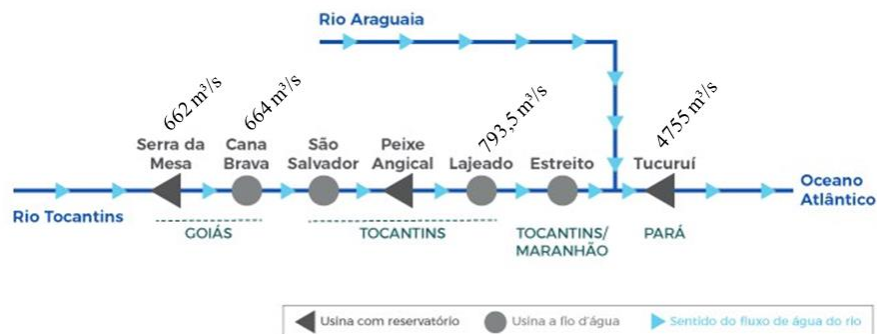 Rio Araguaia
662 m³/s
664 m³/s
793,5 m³/s
4755 m³/s
Serra da
Mesa
Cana
Brava
São
Salvador
Peixe
Angical
Lajeado
Estreito
Tucuruí
Oceano
Atlântico
Rio Tocantins
GOIÁS
TOCANTINS
TOCANTINS/
MARANHÃO
PARÁ
Usina com reservatório
Usina a fio d'água
Sentido do fluxo de água do rio